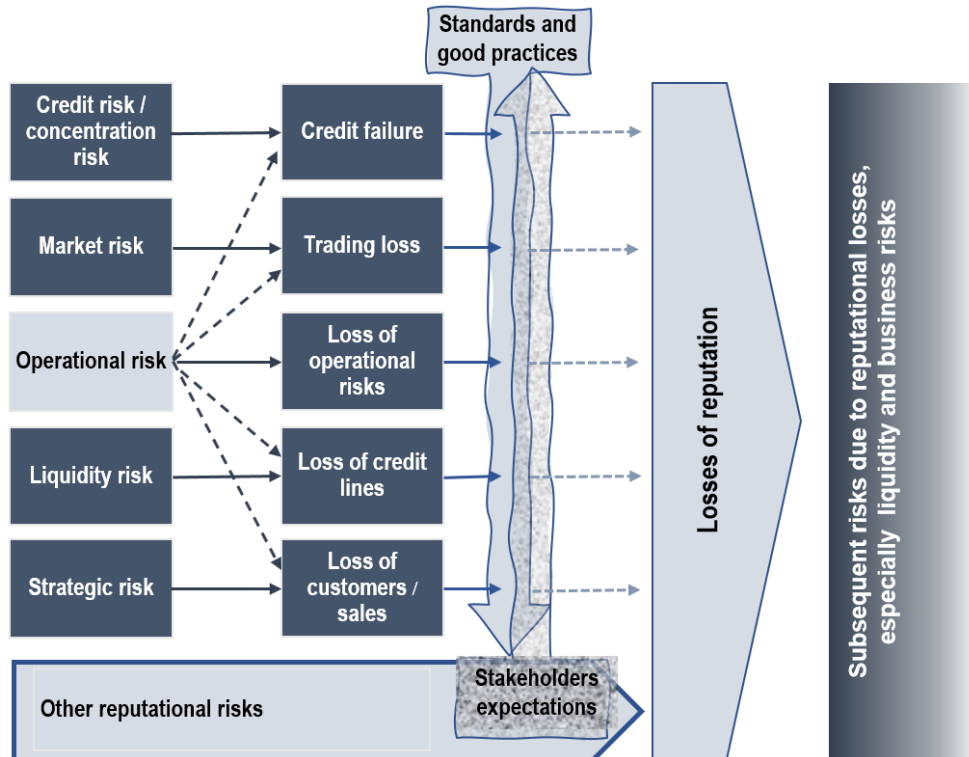 Standards and
good practices
Credit risk /
concentration
risk
Credit failure
Market risk
Trading loss
Operational risk
Loss of
operational
risks
Liquidity risk
Loss of credit
lines
Strategic risk
Loss of
customers /
sales
Other reputational risks
Stakeholders
expectations
Losses of reputation
Subsequent risks due to reputational losses,
especially liquidity and business risks